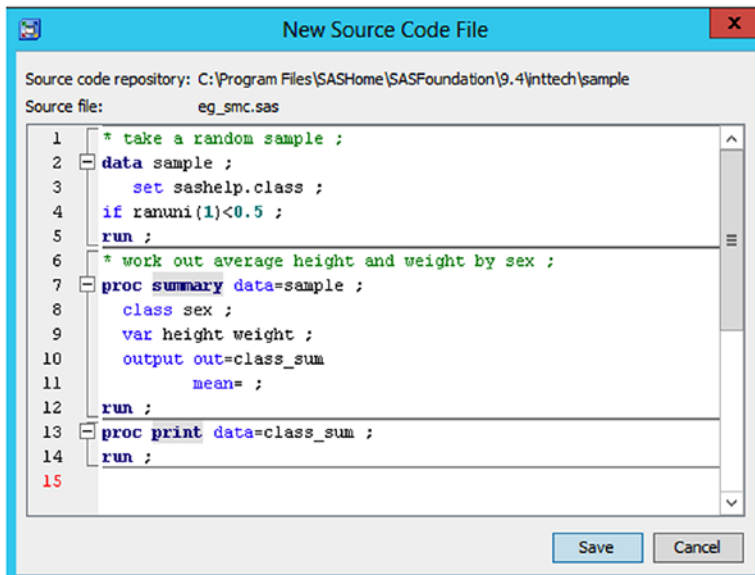 New Source Code File
x
Source code repository: C:\Program Files\SASHome\SASFoundation\9.4\inttech\sample
Source file: eg_smc.sas
1 * take a random sample ;
2 data sample ;
3 set sashelp.class ;
4 if ranuni(1)<0.5 ;
5 run ;
6 * work out average height and weight by sex ;
7 proc summary data=sample ;
8 class sex ;
9 var height weight ;
10 output out=class_sum
11 mean= ;
12 run ;
13 proc print data=class_sum ;
14 run ;
15
Save Cancel